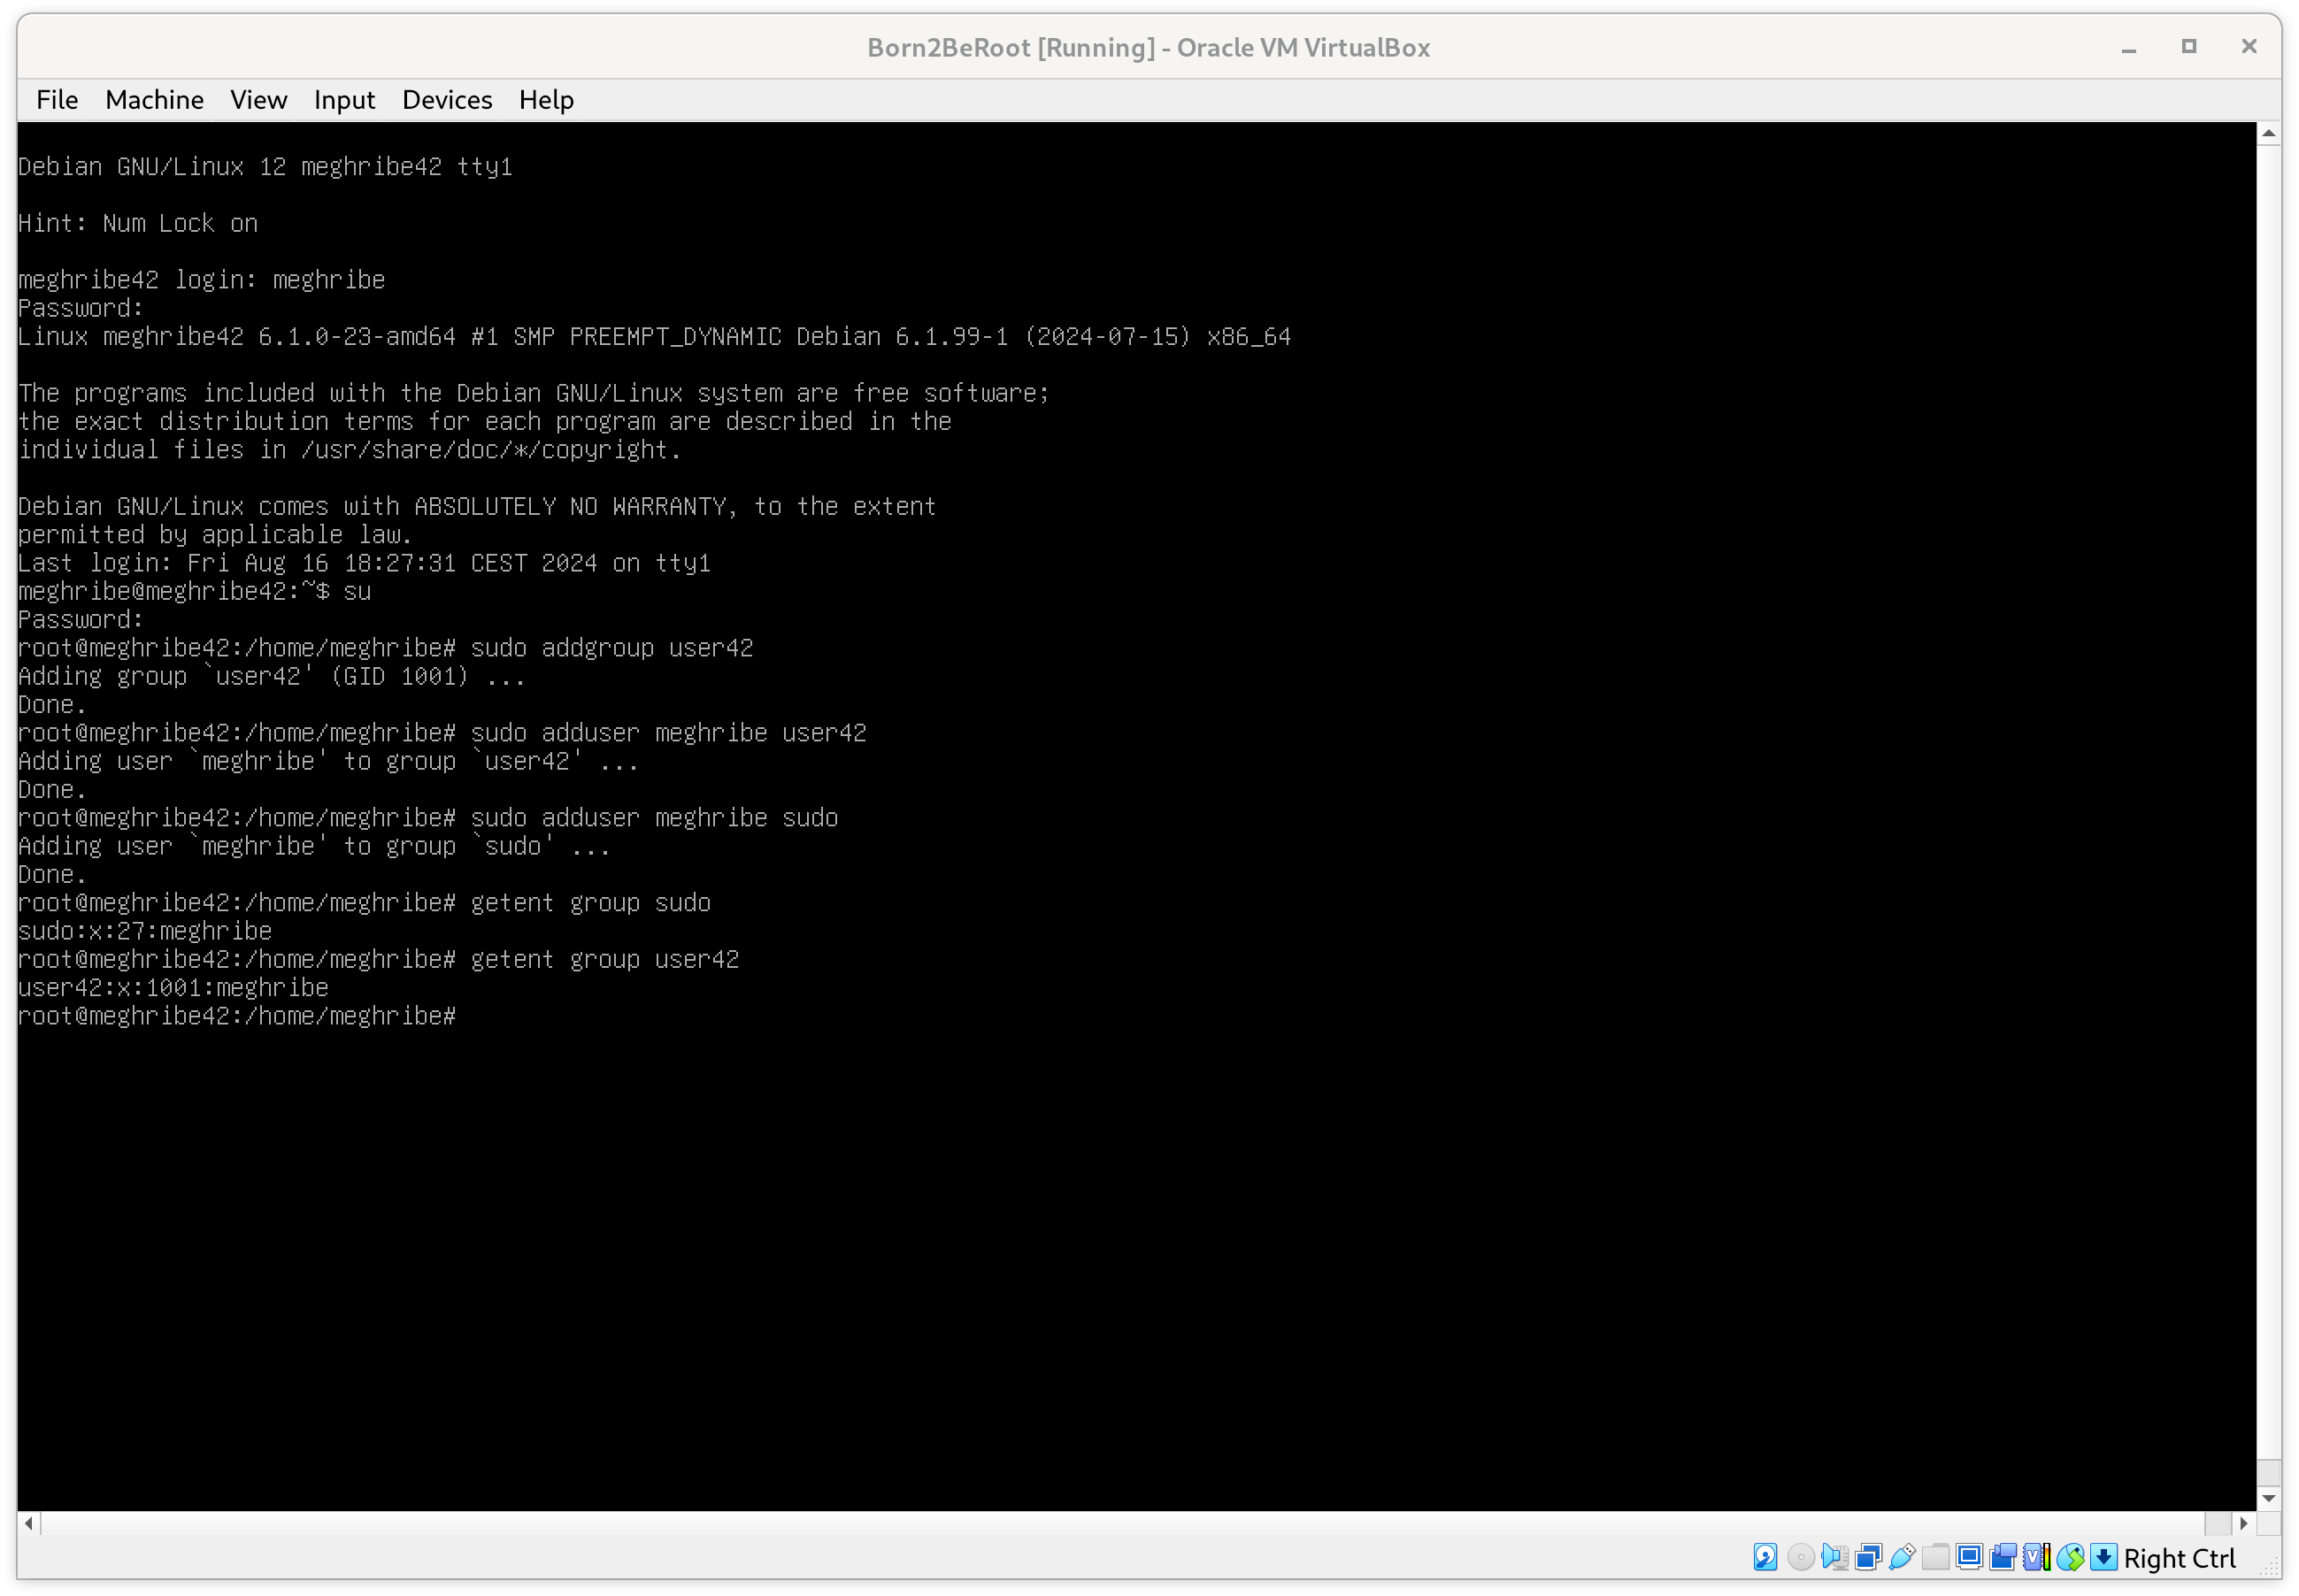 Born2BeRoot [Running] - Oracle VM VirtualBox
File Machine View Input Devices Help
Debian GNU/Linux 12 meghribe42 tty1
Hint: Num Lock on
meghribe42 login: meghribe
Password:
Linux meghribe42 6.1.0-23-amd64 #1 SMP PREEMPT_DYNAMIC Debian 6.1.99-1 (2024-07-15) x86_64
The programs included with the Debian GNU/Linux system are free software;
the exact distribution terms for each program are described in the
individual files in /usr/share/doc/*/copyright.
Debian GNU/Linux comes with ABSOLUTELY NO WARRANTY, to the extent
permitted by applicable law.
Last login: Fri Aug 16 18:27:31 CEST 2024 on tty1
meghribe@meghribe42:~$ su
Password:
root@meghribe42:/home/meghribe# sudo addgroup user42
Adding group `user42' (GID 1001) ...
Done.
root@meghribe42:/home/meghribe# sudo adduser meghribe user42
Adding user `meghribe' to group `user42' ...
Done.
root@meghribe42:/home/meghribe# sudo adduser meghribe sudo
Adding user `meghribe' to group `sudo' ...
Done.
root@meghribe42:/home/meghribe# getent group sudo
sudo:x:27:meghribe
root@meghribe42:/home/meghribe# getent group user42
user42:x:1001:meghribe
root@meghribe42:/home/meghribe#
Right Ctrl